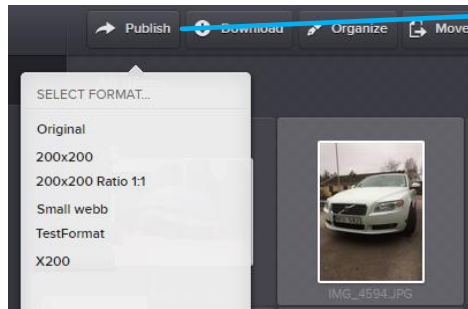 Publish Download Organize Move
SELECT FORMAT...
Original
200x200
200x200 Ratio 1:1
Small webb
TestFormat
X200
IMG_4594.JPG